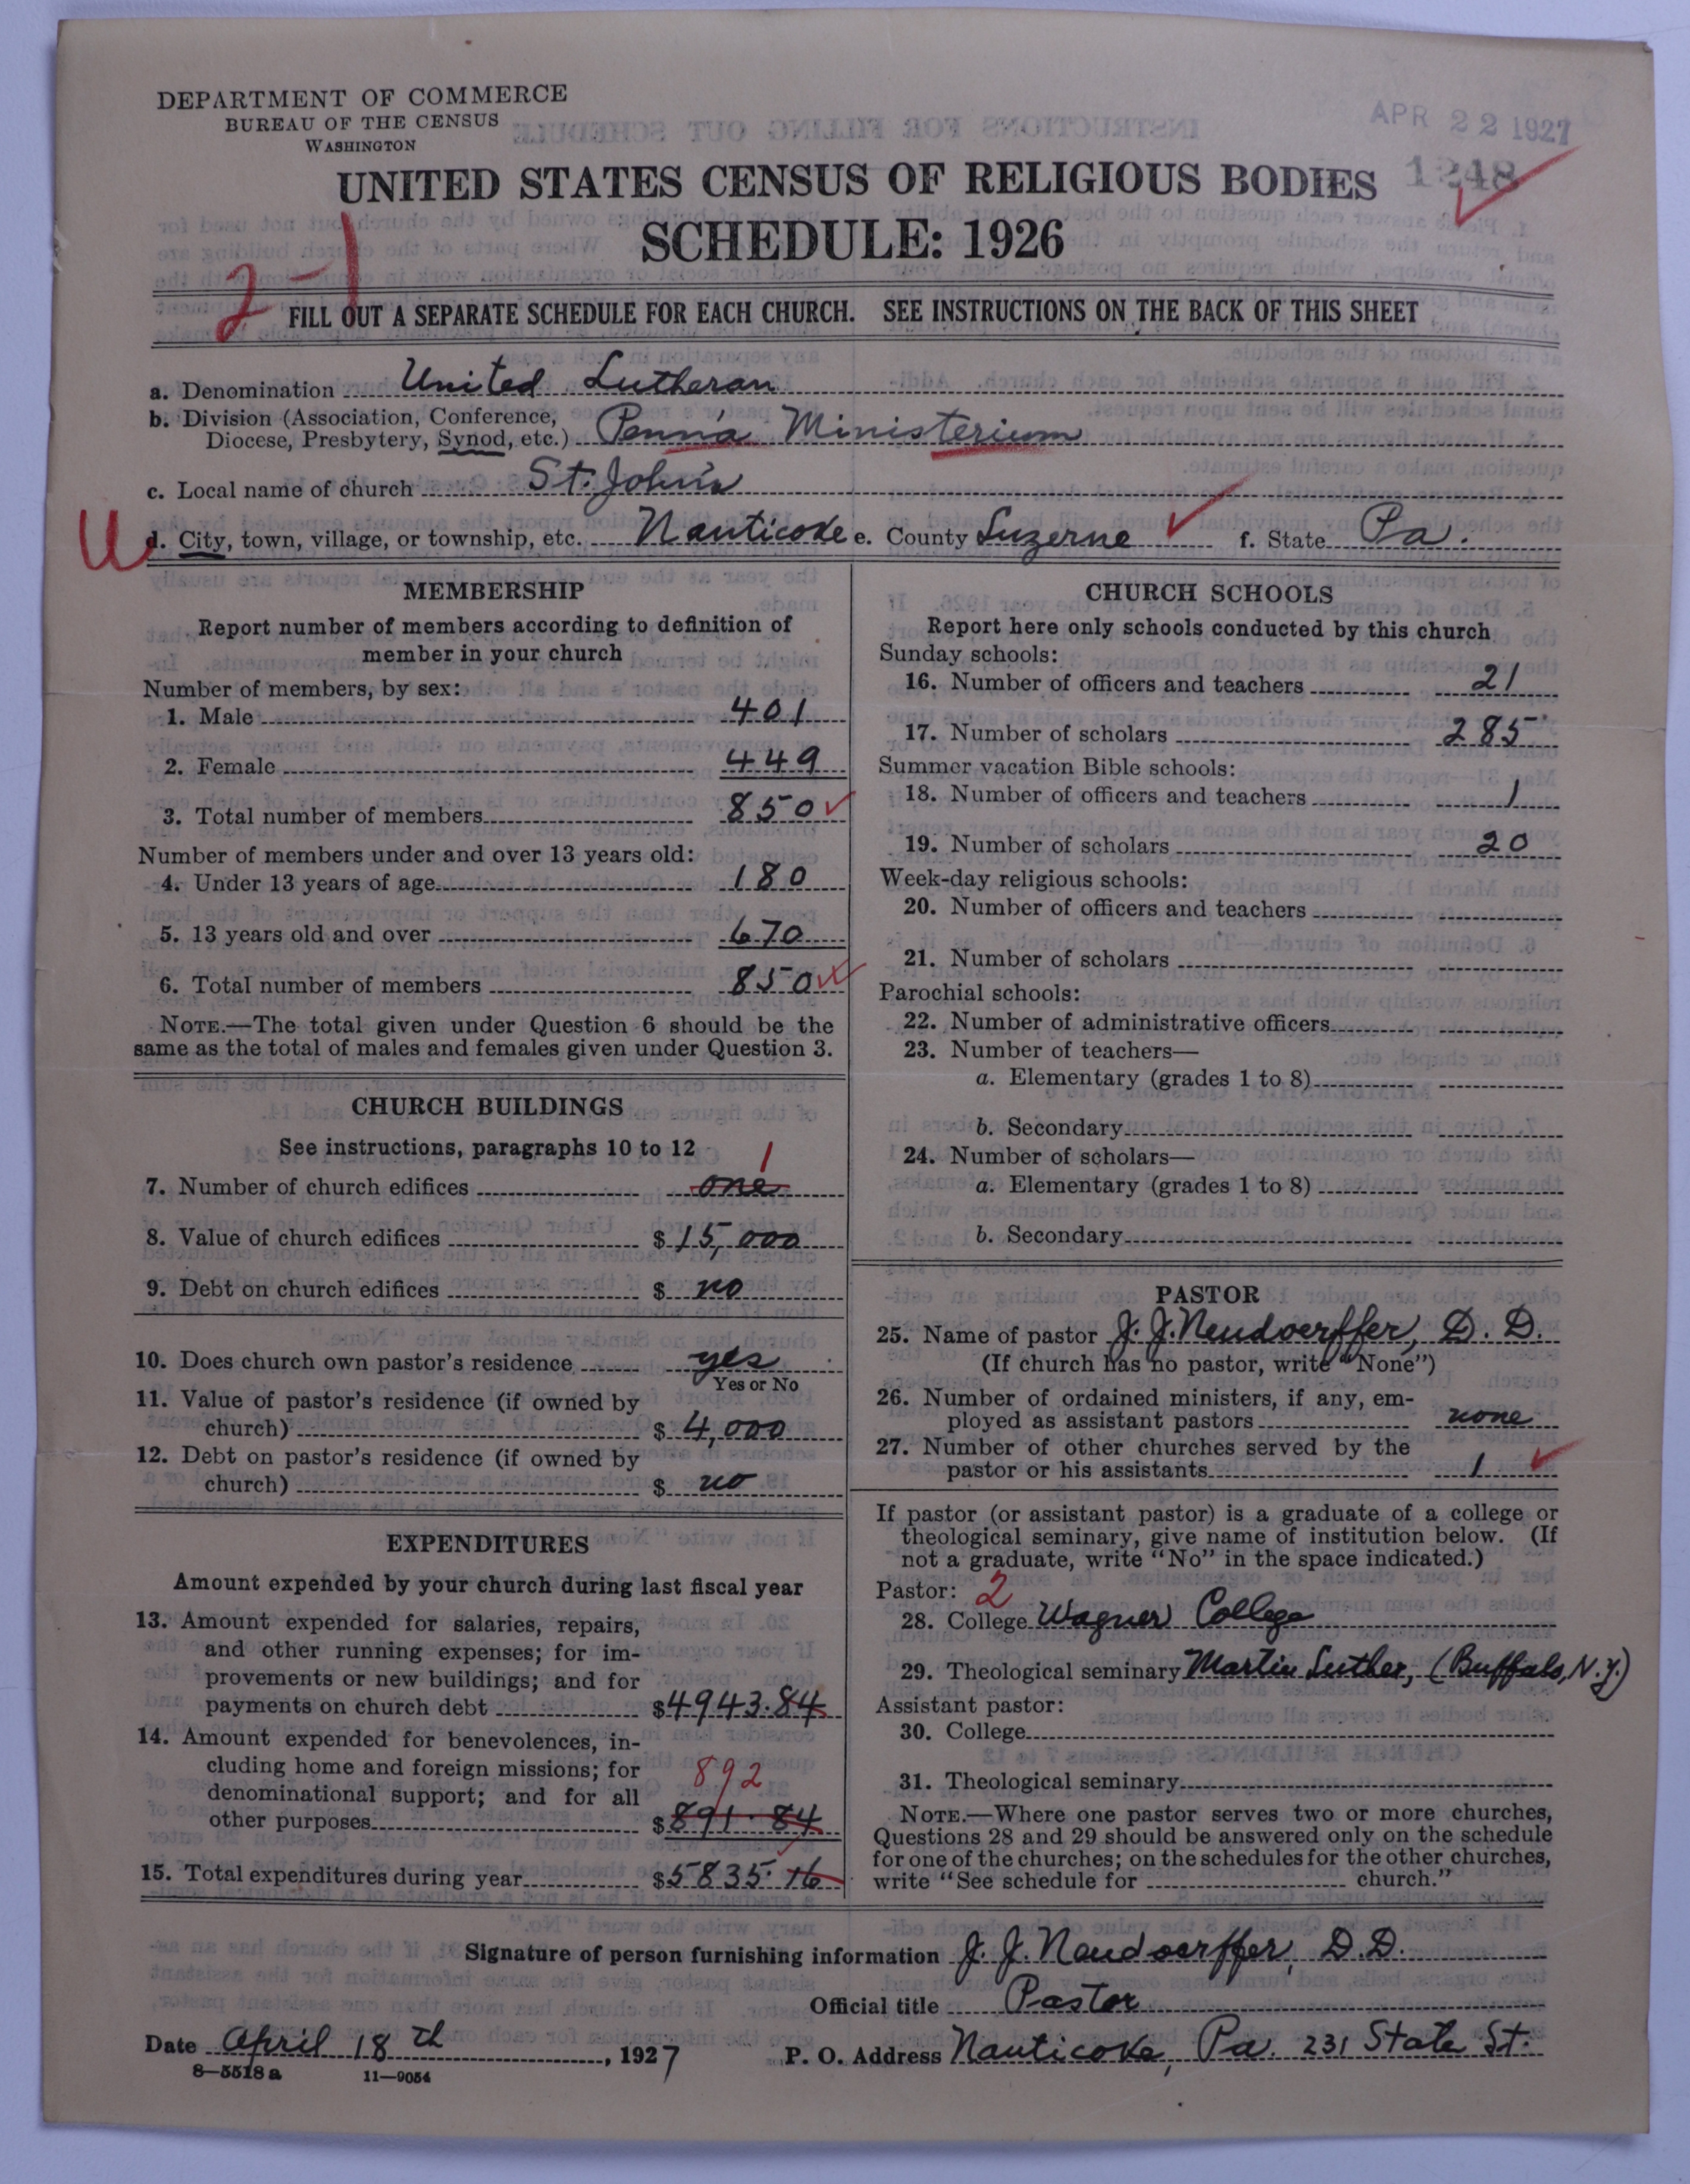 DEPARTMENT OF COMMERCE
BUREAU OF THE CENSUS
WASHINGTON
APR 22 1927
1248
UNITED STATES CENSUS OF RELIGIOUS BODIES
SCHEDULE: 1926
2-1
FILL OUT A SEPARATE SCHEDULE FOR EACH CHURCH. SEE INSTRUCTIONS ON THE BACK OF THIS SHEET
a. Denomination United Lutheran
b. Division (Association, Conference,
Diocese, Presbytery, Synod, etc.) Penn'a Ministerium
c. Local name of church St. John's
d. City, town, village, or township, etc. Nanticoke e. County Luzerne f. State Pa.
MEMBERSHIP
Report number of members according to definition of
member in your church
Number of members, by sex:
1. Male 401
2. Female 449
3. Total number of members 850
Number of members under and over 13 years old:
4. Under 13 years of age 180
5. 13 years old and over 670
6. Total number of members 850
NOTE.—The total given under Question 6 should be the
same as the total of males and females given under Question 3.
CHURCH BUILDINGS
See instructions, paragraphs 10 to 12
1
7. Number of church edifices one
8. Value of church edifices $ 15,000
9. Debt on church edifices $ no
10. Does church own pastor's residence yes
Yes or No
11. Value of pastor's residence (if owned by
church) $ 4,000
12. Debt on pastor's residence (if owned by
church) $ no
EXPENDITURES
Amount expended by your church during last fiscal year
13. Amount expended for salaries, repairs,
and other running expenses; for im-
provements or new buildings; and for
payments on church debt $4943.84
14. Amount expended for benevolences, in-
cluding home and foreign missions; for
892
denominational support; and for all
other purposes $891.84
15. Total expenditures during year $5835.16
CHURCH SCHOOLS
Report here only schools conducted by this church
Sunday schools:
16. Number of officers and teachers 21
17. Number of scholars 285
Summer vacation Bible schools:
18. Number of officers and teachers 1
19. Number of scholars 20
Week-day religious schools:
20. Number of officers and teachers
21. Number of scholars
Parochial schools:
22. Number of administrative officers
23. Number of teachers—
a. Elementary (grades 1 to 8)
b. Secondary
24. Number of scholars—
a. Elementary (grades 1 to 8)
b. Secondary
PASTOR
25. Name of pastor J. J. Neudoerffer, D. D.
(If church has no pastor, write "None")
26. Number of ordained ministers, if any, em-
ployed as assistant pastors none
27. Number of other churches served by the
pastor or his assistants 1
If pastor (or assistant pastor) is a graduate of a college or
theological seminary, give name of institution below. (If
not a graduate, write "No" in the space indicated.)
Pastor: 2
28. College Wagner College
29. Theological seminary Martin Luther, (Buffalo, N.Y.)
Assistant pastor:
30. College
31. Theological seminary
NOTE.—Where one pastor serves two or more churches,
Questions 28 and 29 should be answered only on the schedule
for one of the churches; on the schedules for the other churches,
write "See schedule for church."
Signature of person furnishing information J. J. Neudoerffer, D.D.
Official title Pastor
Date April 18th, 1927 P. O. Address Nanticoke, Pa. 231 State St.
8—5518a 11—9054